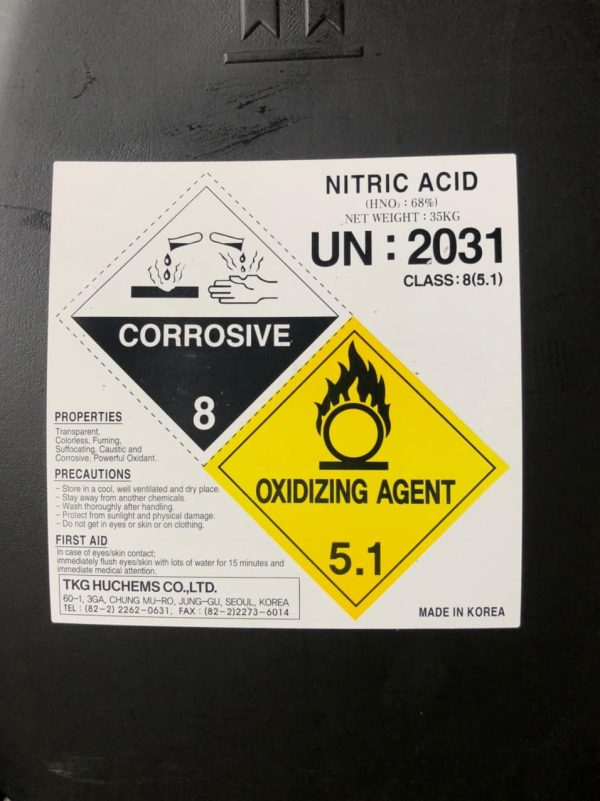 NITRIC ACID
(HNO₃ : 68%)
NET WEIGHT : 35KG
UN : 2031
CLASS : 8(5.1)
CORROSIVE
8
OXIDIZING AGENT
5.1
PROPERTIES
Transparent,
Colorless, Fuming,
Suffocating, Caustic and
Corrosive, Powerful Oxidant.
PRECAUTIONS
- Store in a cool, well ventilated and dry place.
- Stay away from another chemicals.
- Wash thoroughly after handling.
- Protect from sunlight and physical damage.
- Do not get in eyes or skin or on clothing.
FIRST AID
In case of eyes/skin contact;
immediately flush eyes/skin with lots of water for 15 minutes and
immediate medical attention.
TKG HUCHEMS CO.,LTD.
60-1, 3GA, CHUNG MU-RO, JUNG-GU, SEOUL, KOREA
TEL : (82-2) 2262-0631, FAX : (82-2)2273-6014
MADE IN KOREA